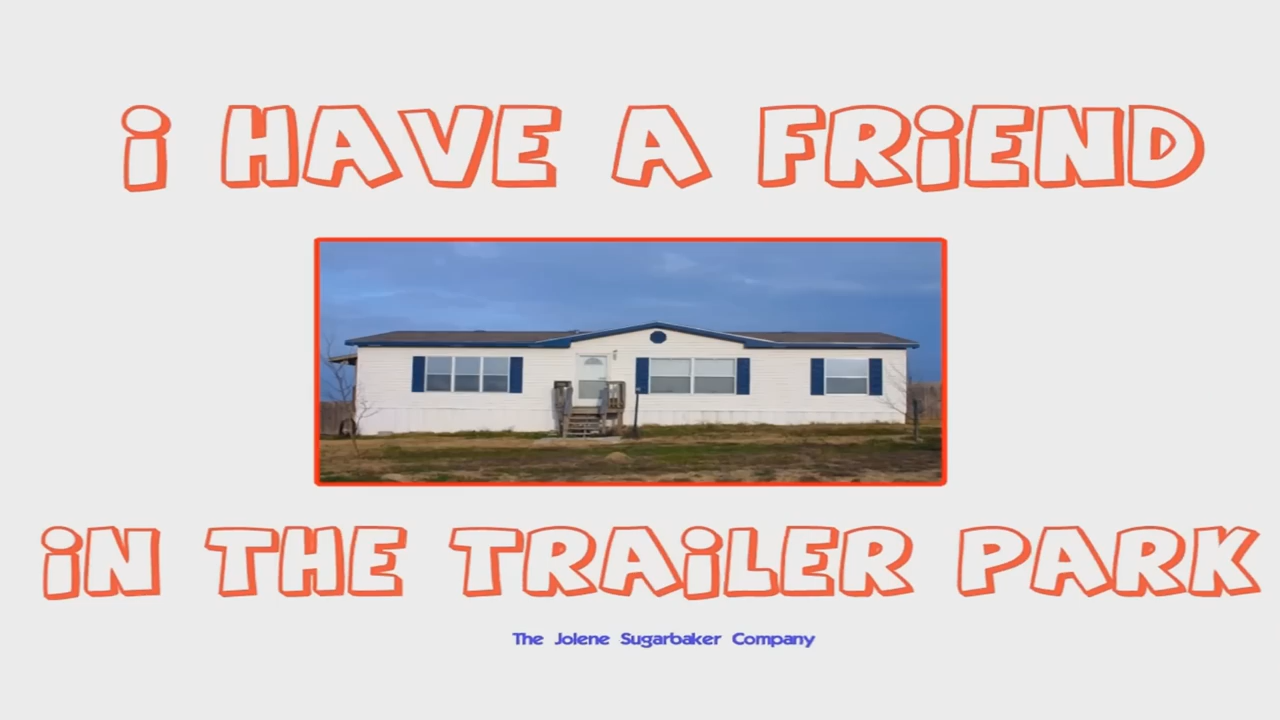 I HAVE A FRIEND
IN THE TRAILER PARK
The Jolene Sugarbaker Company